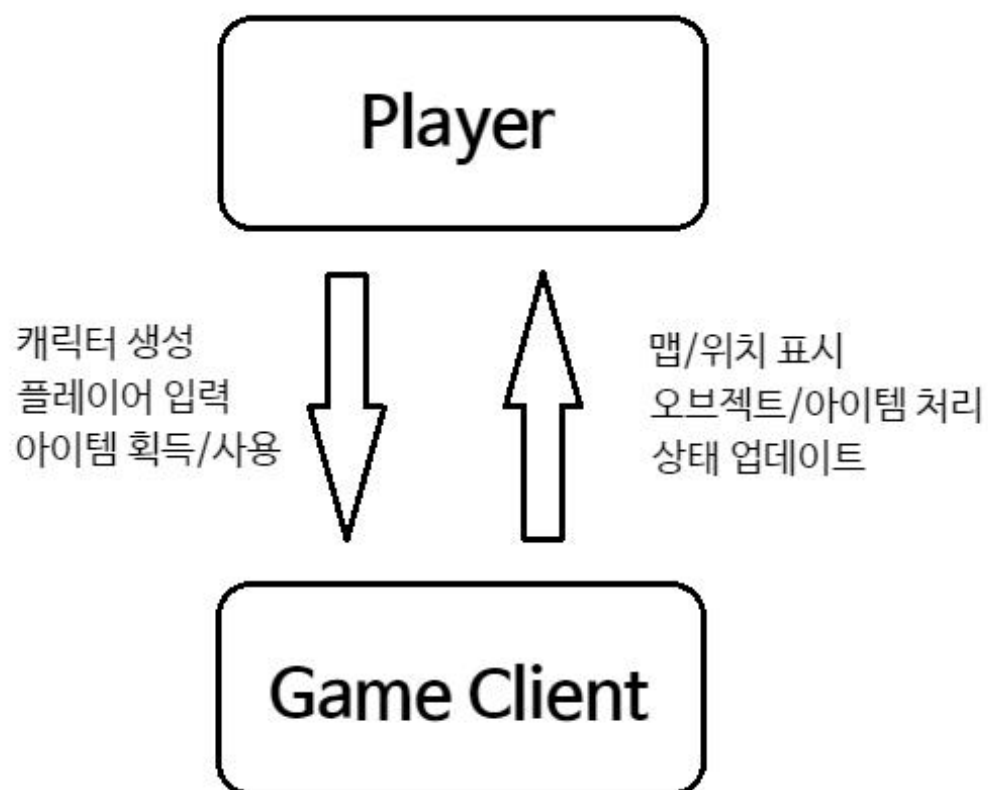 Player
캐릭터 생성
플레이어 입력
아이템 획득/사용
맵/위치 표시
오브젝트/아이템 처리
상태 업데이트
Game Client